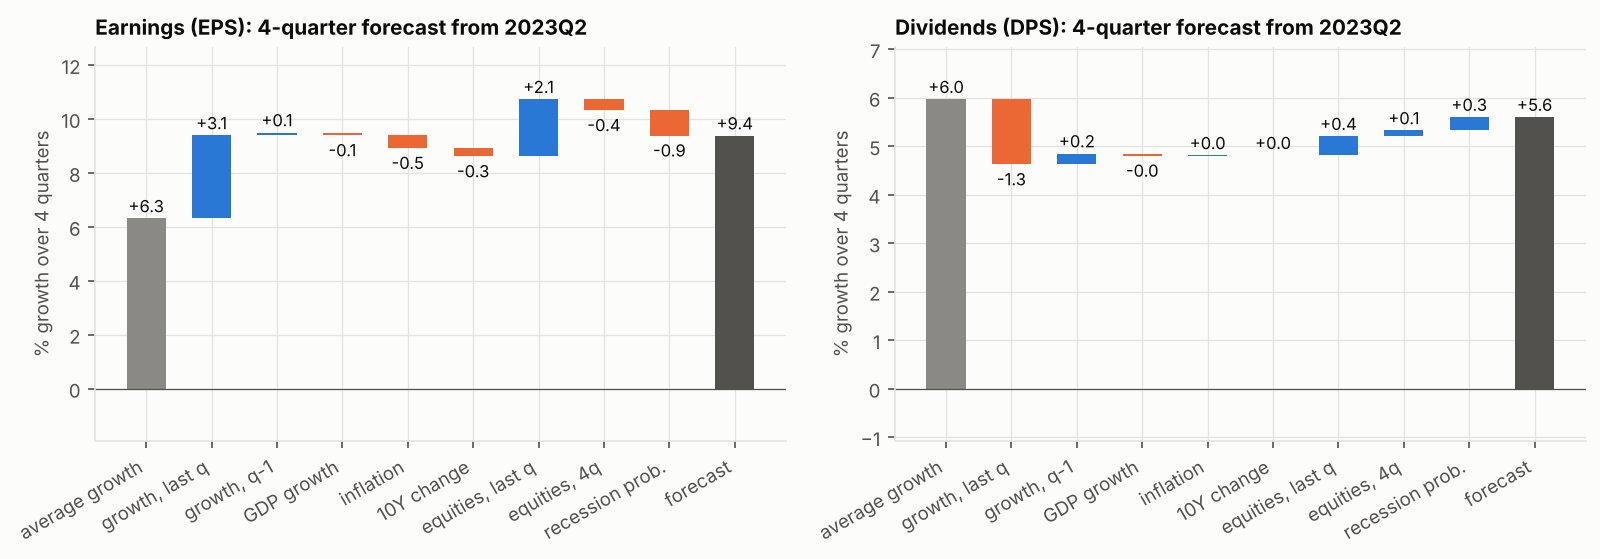 Earnings (EPS): 4-quarter forecast from 2023Q2
% growth over 4 quarters
12
10
8
6
4
2
0
+6.3
+3.1
+0.1
-0.1
-0.5
-0.3
+2.1
-0.4
-0.9
+9.4
average growth
growth, last q
growth, q-1
GDP growth
inflation
10Y change
equities, last q
equities, 4q
recession prob.
forecast
Dividends (DPS): 4-quarter forecast from 2023Q2
% growth over 4 quarters
7
6
5
4
3
2
1
0
−1
+6.0
-1.3
+0.2
-0.0
+0.0
+0.0
+0.4
+0.1
+0.3
+5.6
average growth
growth, last q
growth, q-1
GDP growth
inflation
10Y change
equities, last q
equities, 4q
recession prob.
forecast